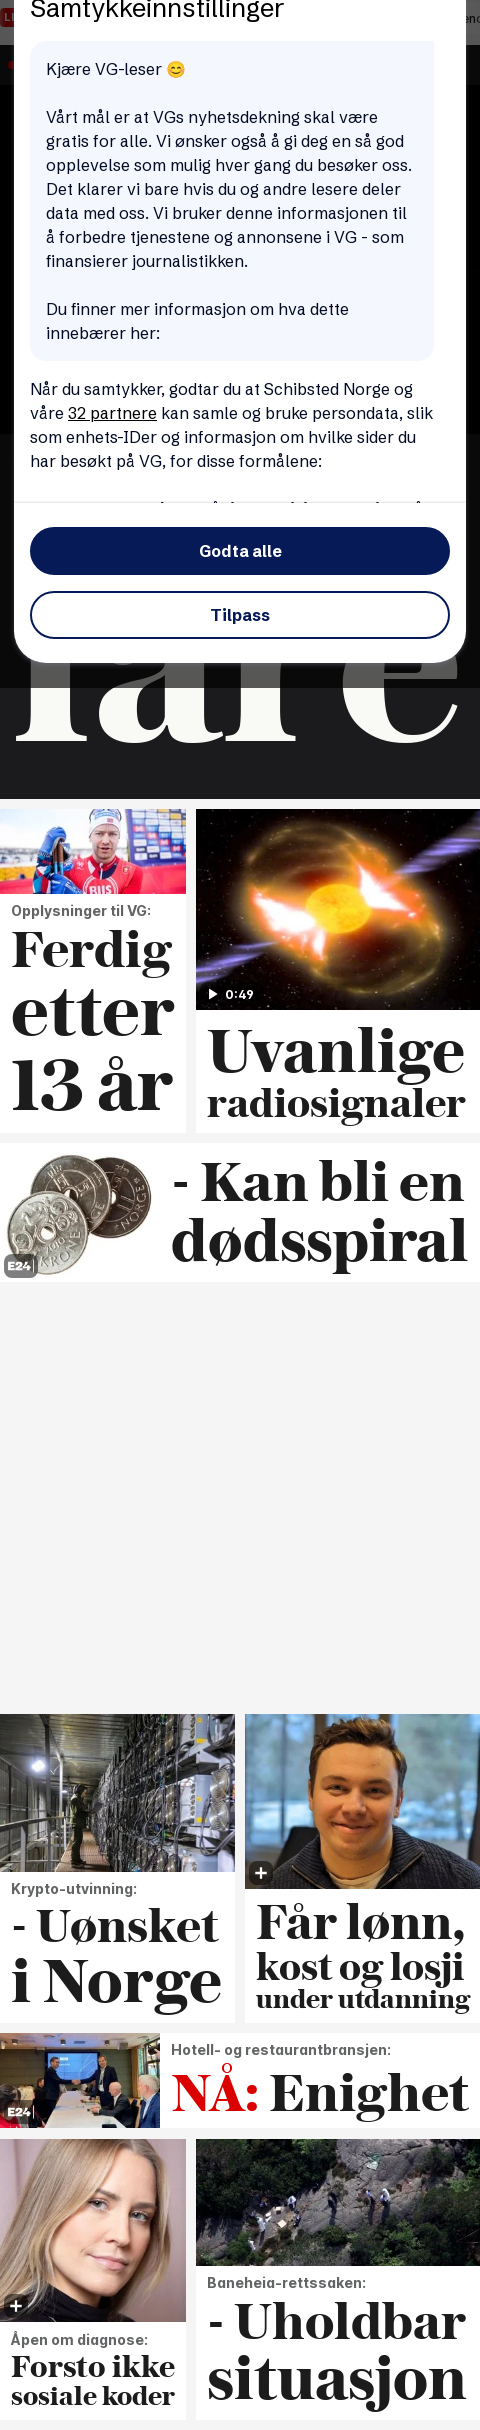 Samtykkeinnstillinger
Kjære VG-leser 😊
Vårt mål er at VGs nyhetsdekning skal være
gratis for alle. Vi ønsker også å gi deg en så god
opplevelse som mulig hver gang du besøker oss.
Det klarer vi bare hvis du og andre lesere deler
data med oss. Vi bruker denne informasjonen til
å forbedre tjenestene og annonsene i VG - som
finansierer journalistikken.
Du finner mer informasjon om hva dette
innebærer her:
Når du samtykker, godtar du at Schibsted Norge og
våre 32 partnere kan samle og bruke persondata, slik
som enhets-IDer og informasjon om hvilke sider du
har besøkt på VG, for disse formålene:
Godta alle
Tilpass
fare
Opplysninger til VG:
Ferdig
etter
13 år
0:49
Uvanlige
radiosignaler
- Kan bli en
dødsspiral
E24
Krypto-utvinning:
- Uønsket
i Norge
Får lønn,
kost og losji
under utdanning
E24
Hotell- og restaurantbransjen:
NÅ: Enighet
Åpen om diagnose:
Forsto ikke
sosiale koder
Baneheia-rettssaken:
- Uholdbar
situasjon